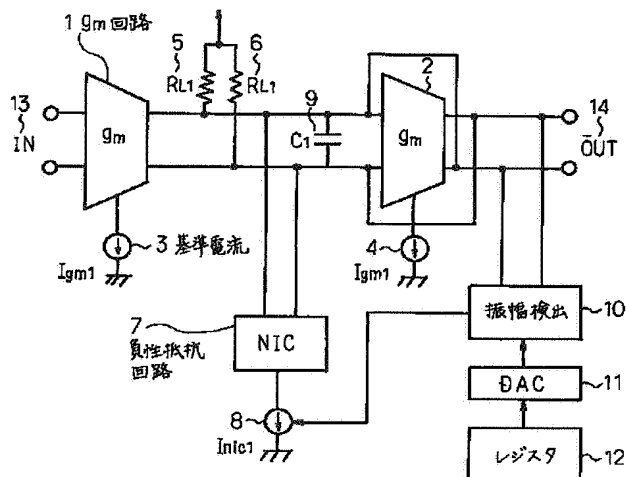 1 gm回路
5
6
RL1
RL1
13
IN
gm
9
C1
2
gm
14
OUT
3 基準電流
Igm1
4
Igm1
7
負性抵抗
回路
NIC
8
Inic1
振幅検出
10
DAC
11
レジスタ
12